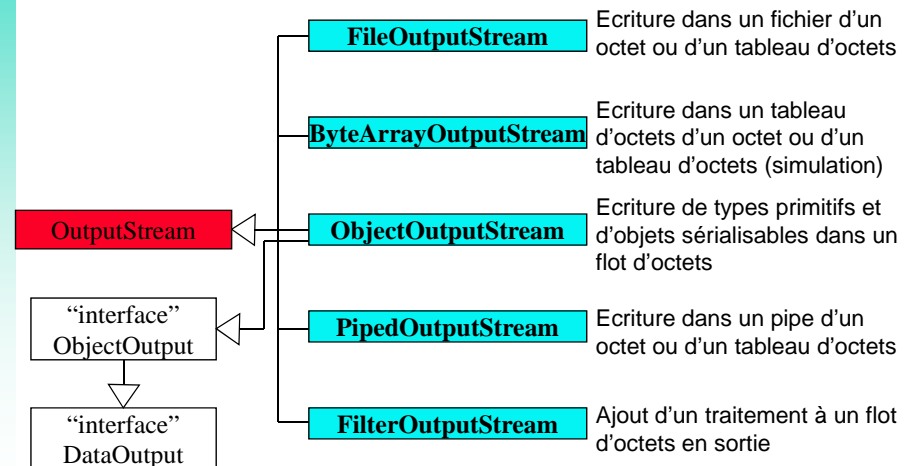 FileOutputStream
Ecriture dans un fichier d’un
octet ou d’un tableau d’octets
ByteArrayOutputStream
Ecriture dans un tableau
d’octets d’un octet ou d’un
tableau d’octets (simulation)
OutputStream
ObjectOutputStream
Ecriture de types primitifs et
d’objets sérialisables dans un
flot d’octets
“interface”
ObjectOutput
PipedOutputStream
Ecriture dans un pipe d’un
octet ou d’un tableau d’octets
“interface”
DataOutput
FilterOutputStream
Ajout d’un traitement à un flot
d’octets en sortie